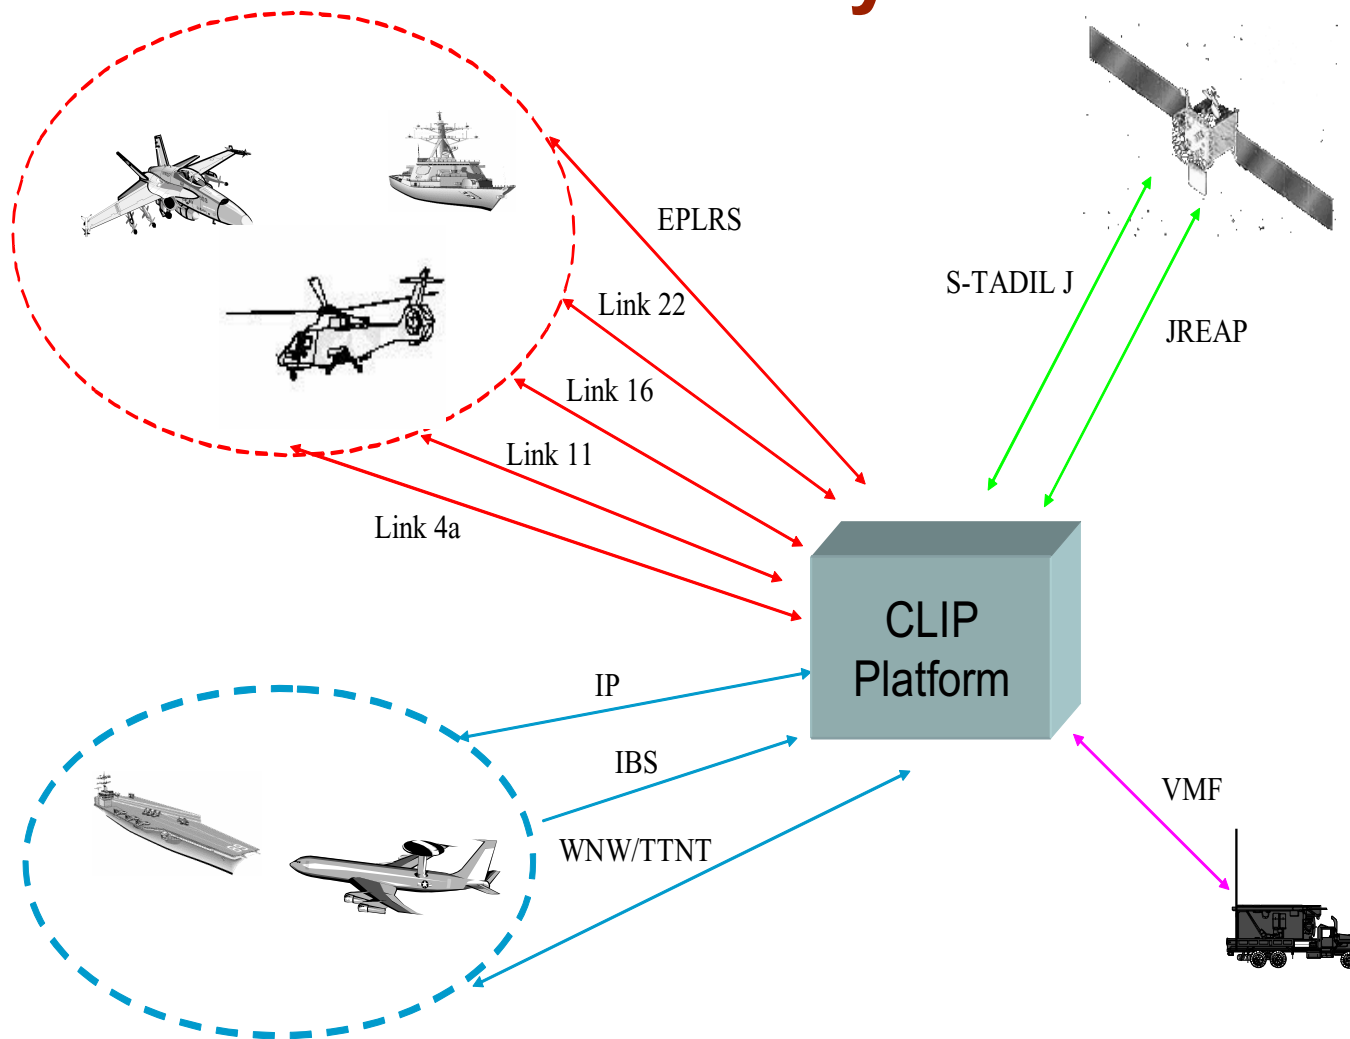 y
EPLRS
S-TADIL J
Link 22
JREAP
Link 16
Link 11
Link 4a
CLIP
Platform
IP
IBS
VMF
WNW/TTNT